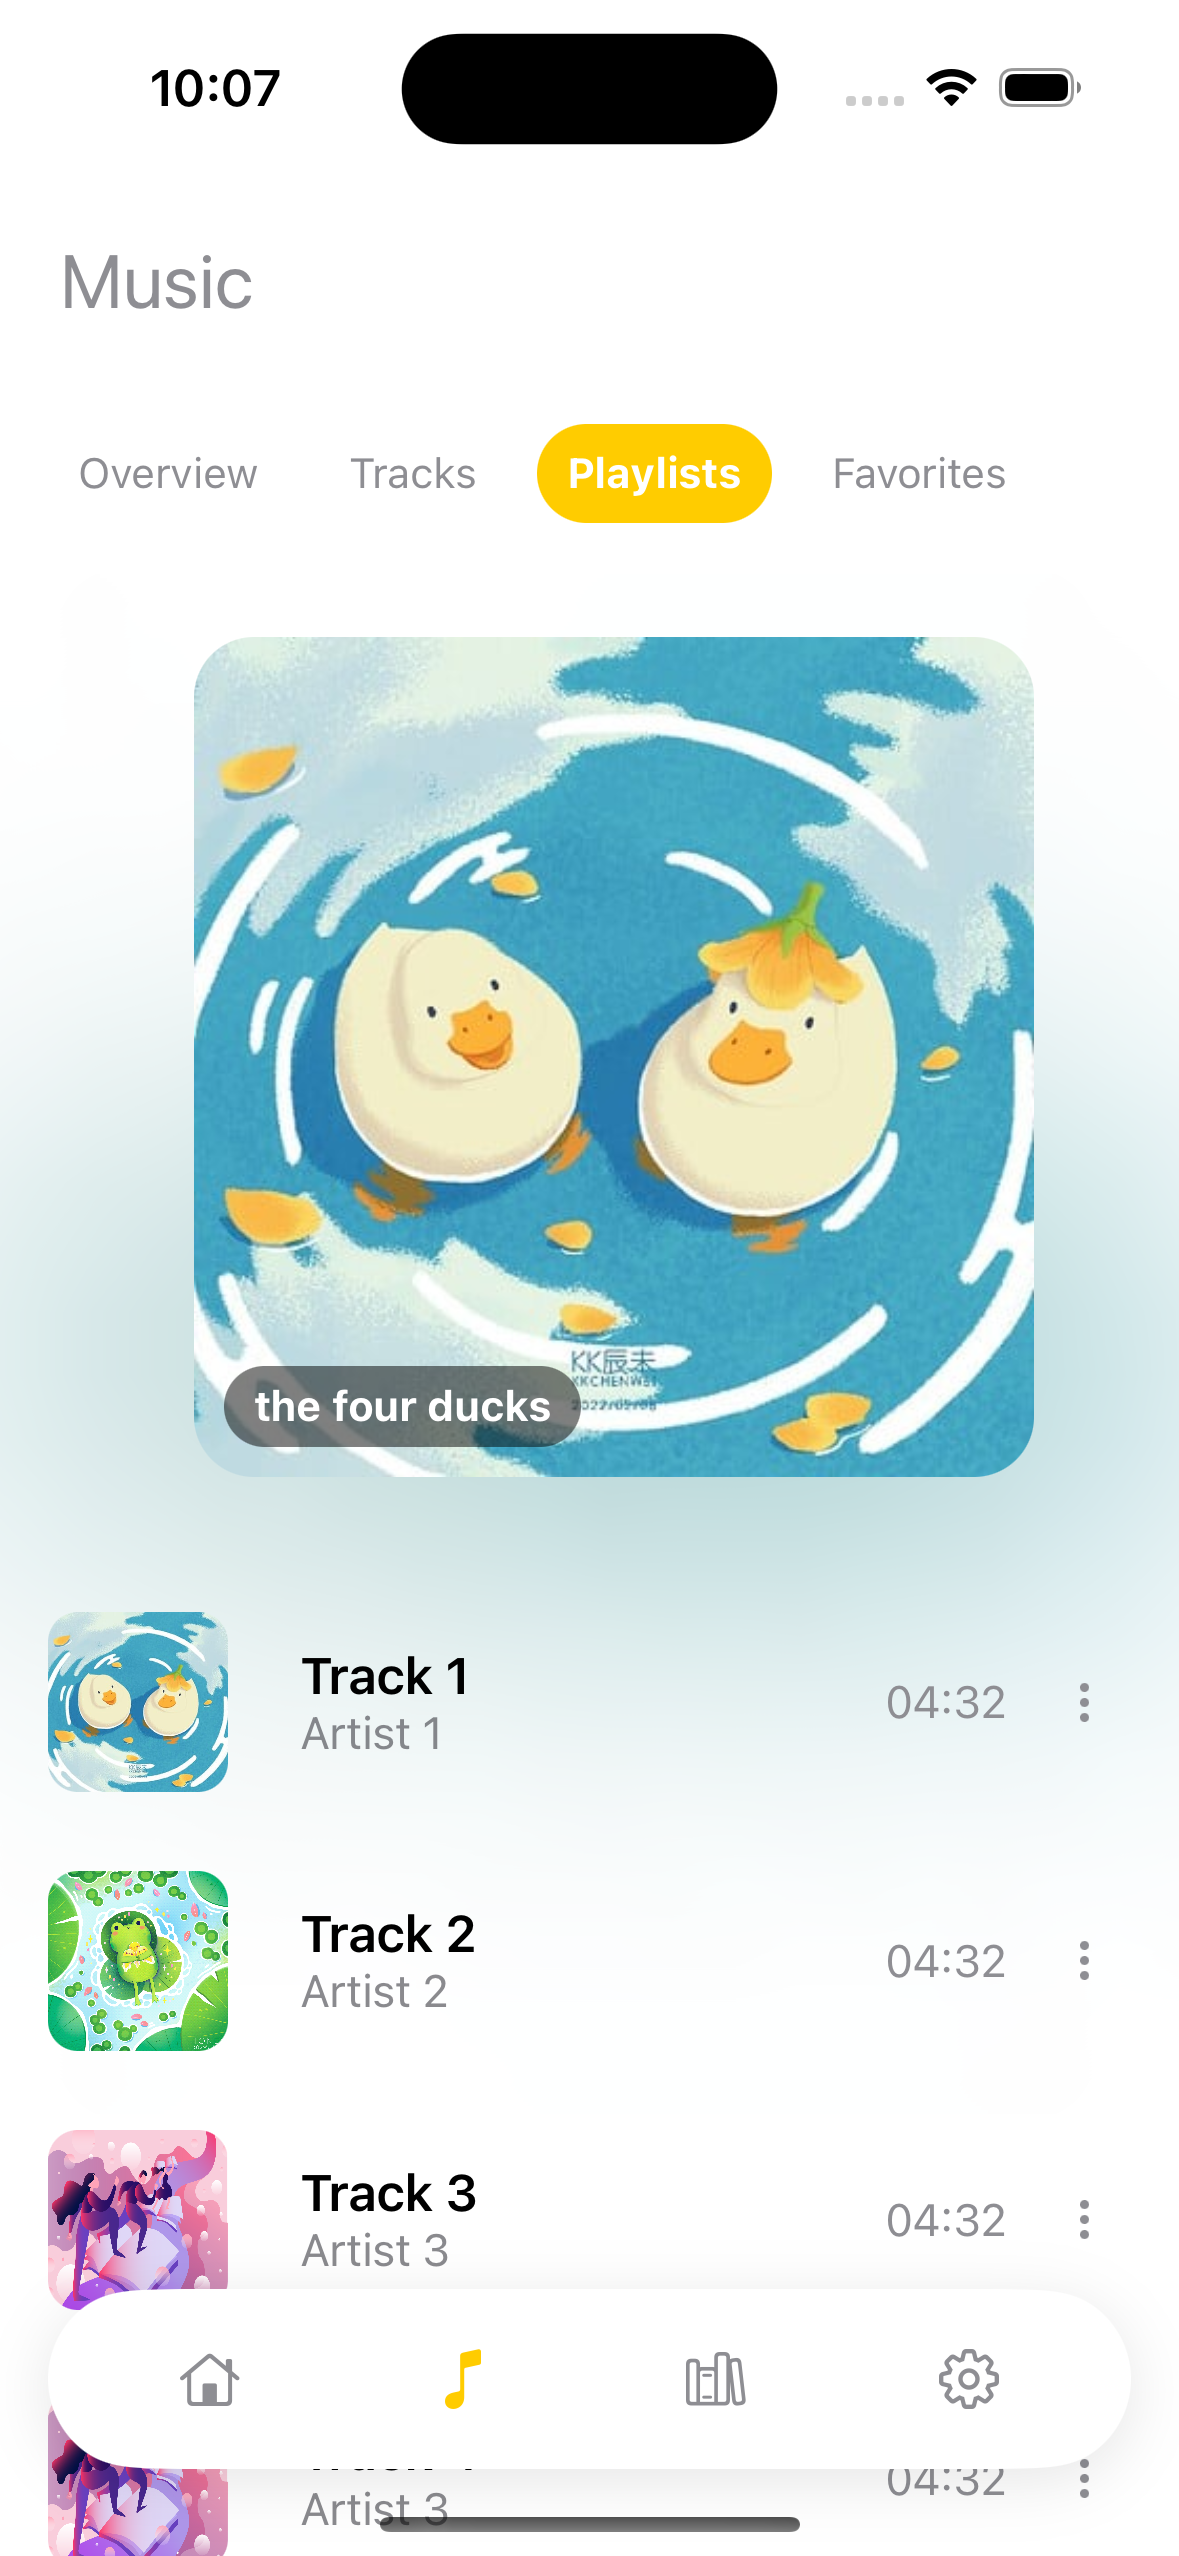 10:07
Music
Overview Tracks Playlists Favorites
KK辰未
KKCHENWEI
the four ducks
Track 1
Artist 1
04:32
Track 2
Artist 2
04:32
Track 3
Artist 3
04:32
04:32
Artist 3